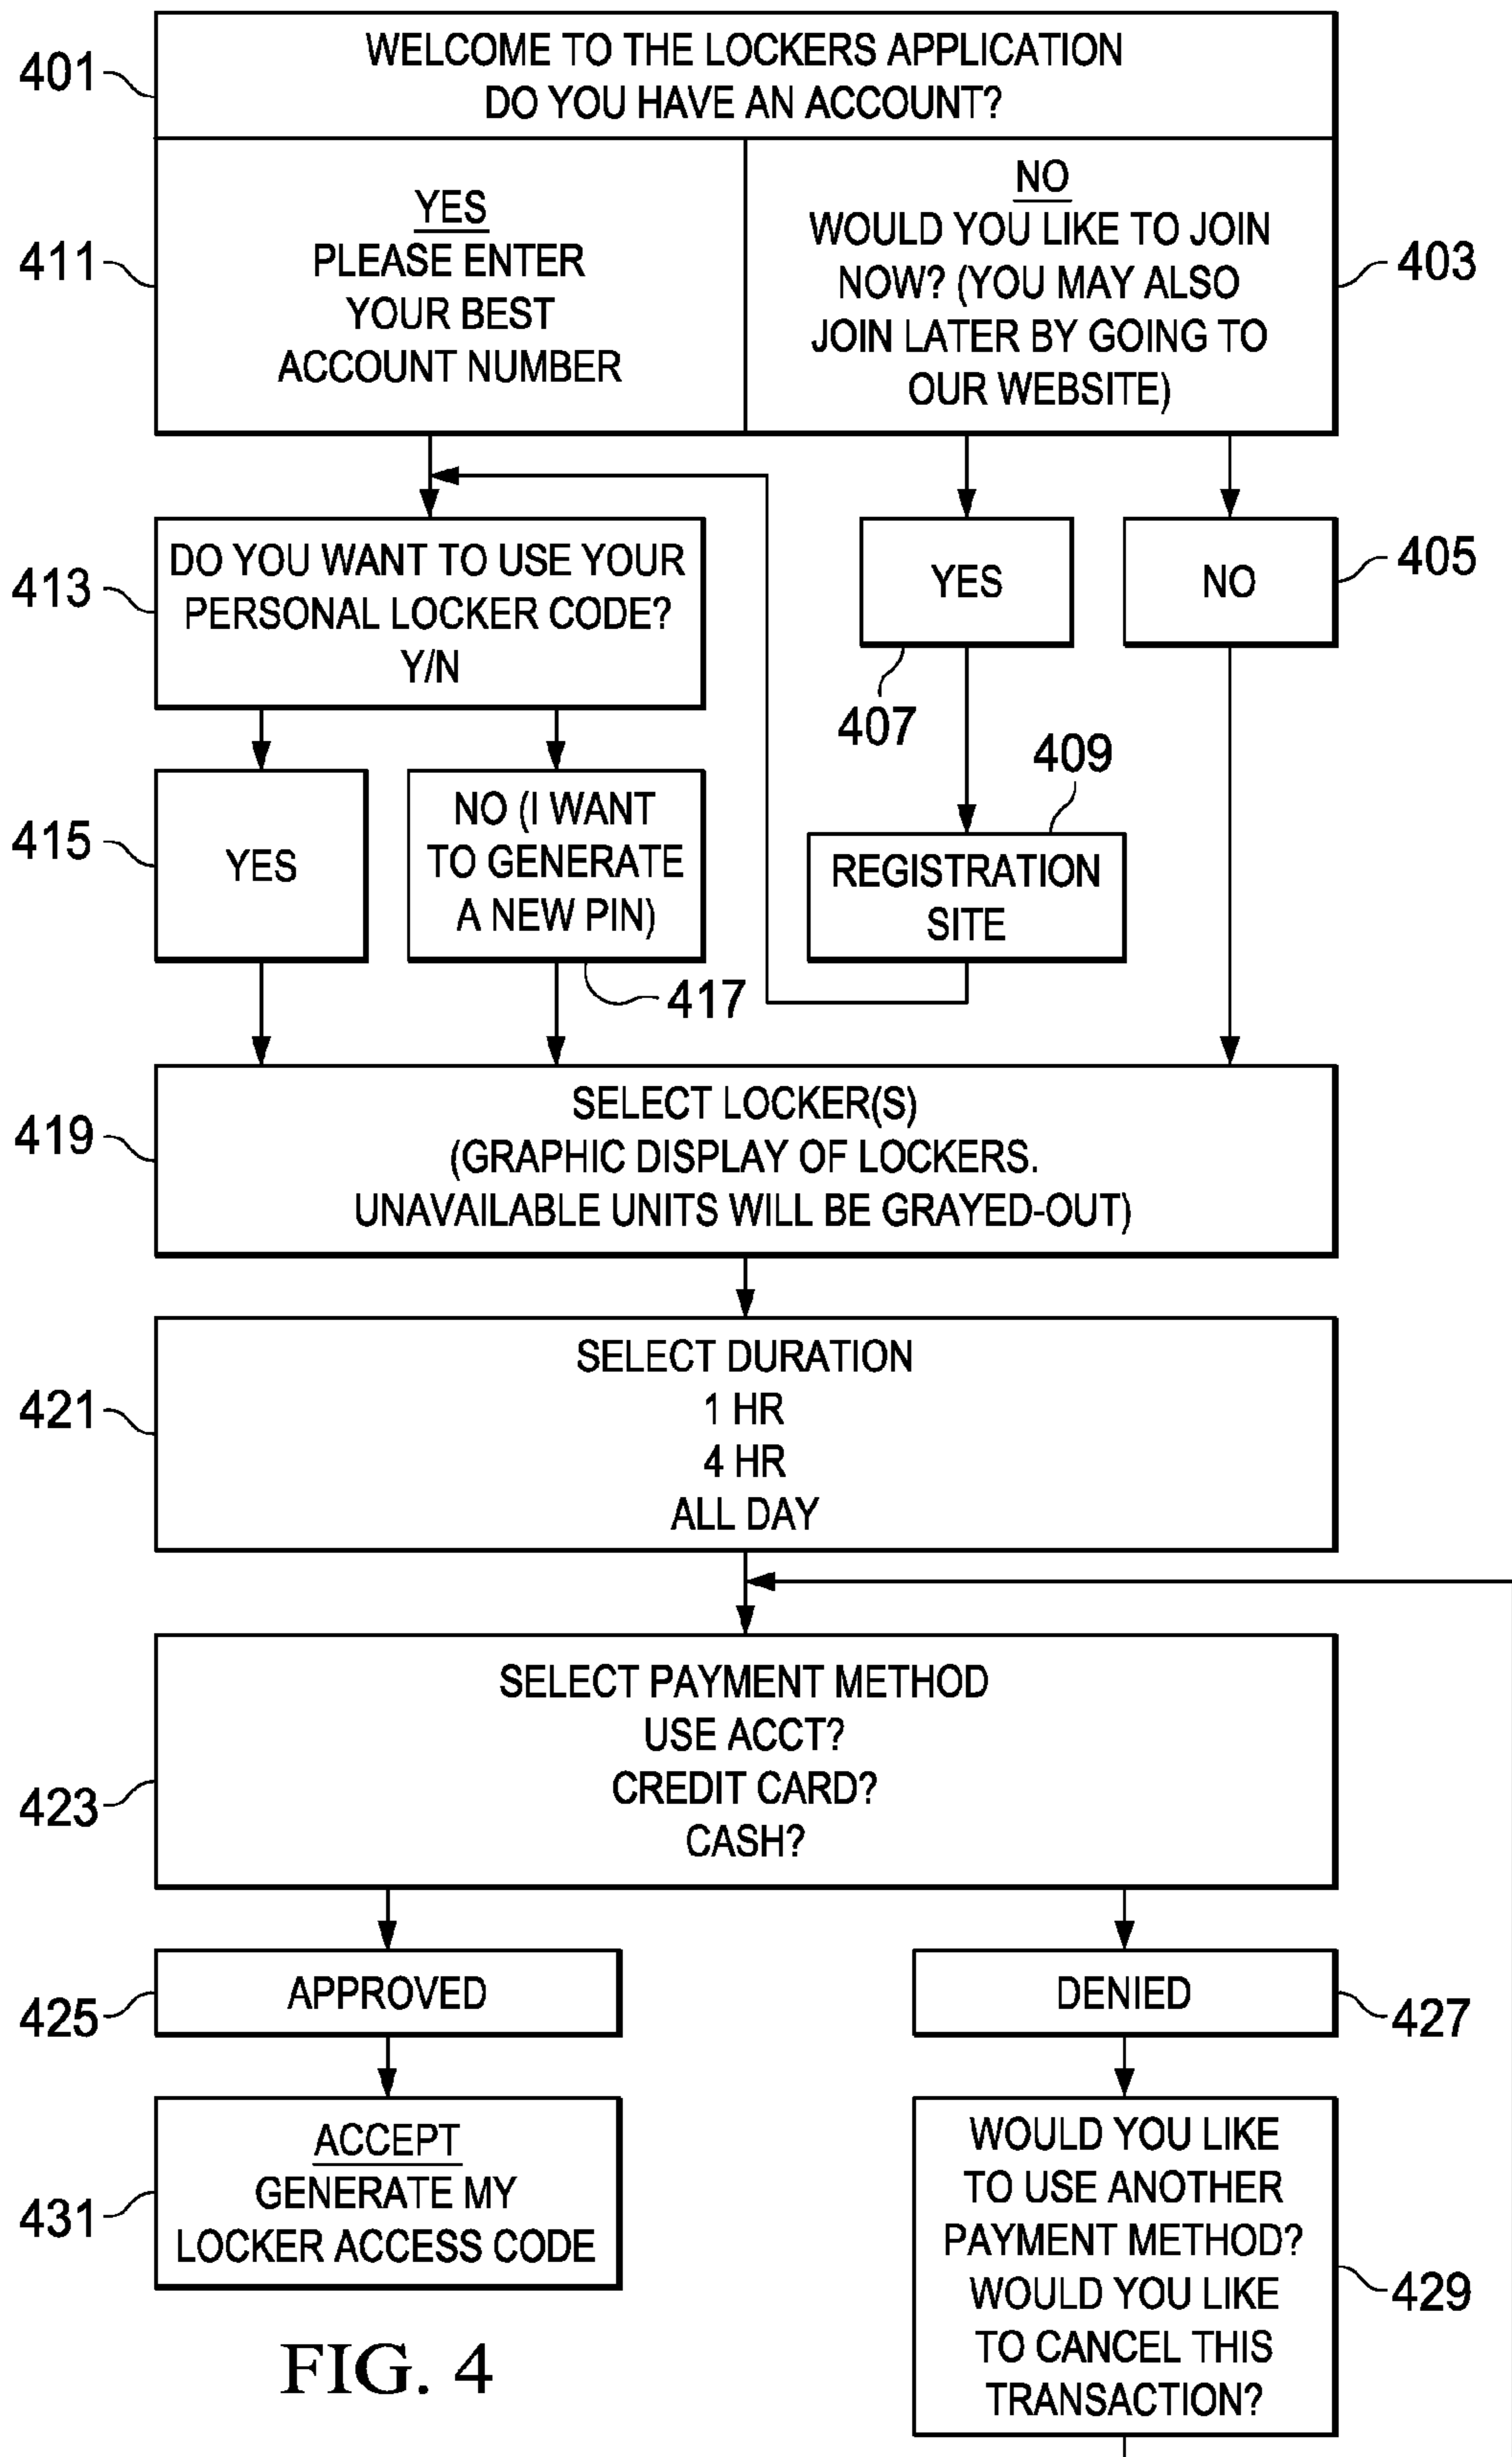 401
WELCOME TO THE LOCKERS APPLICATION
DO YOU HAVE AN ACCOUNT?
411
YES
PLEASE ENTER
YOUR BEST
ACCOUNT NUMBER
NO
WOULD YOU LIKE TO JOIN
NOW? (YOU MAY ALSO
JOIN LATER BY GOING TO
OUR WEBSITE)
403
413
DO YOU WANT TO USE YOUR
PERSONAL LOCKER CODE?
Y/N
YES
407
NO
405
415
YES
NO (I WANT
TO GENERATE
A NEW PIN)
417
409
REGISTRATION
SITE
419
SELECT LOCKER(S)
(GRAPHIC DISPLAY OF LOCKERS.
UNAVAILABLE UNITS WILL BE GRAYED-OUT)
421
SELECT DURATION
1 HR
4 HR
ALL DAY
423
SELECT PAYMENT METHOD
USE ACCT?
CREDIT CARD?
CASH?
425
APPROVED
DENIED
427
431
ACCEPT
GENERATE MY
LOCKER ACCESS CODE
WOULD YOU LIKE
TO USE ANOTHER
PAYMENT METHOD?
WOULD YOU LIKE
TO CANCEL THIS
TRANSACTION?
429
FIG. 4